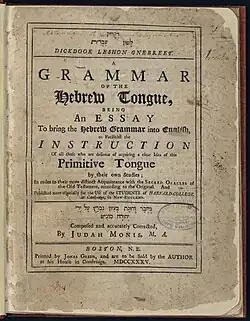 DICKDOOK LESHON GNEBREET.
A
GRAMMAR
OF THE
Hebrew Tongue,
BEING
An ESSAY
To bring the Hebrew Grammar into English,
to Facilitate the
INSTRUCTION
Of all those who are desirous of acquiring a clear Idea of this
Primitive Tongue
by their own Studies;
In order to their more distinct Acquaintance with the SACRED ORACLES of
the Old Testament, according to the Original. And
Published more especially for the Use of the STUDENTS of HARVARD-COLLEGE
at Cambridge, in NEW-ENGLAND.
Composed and accurately Corrected,
By JUDAH MONIS, M. A.
BOSTON, N. E.
Printed by JONAS GREEN, and are to be Sold by the AUTHOR
at his House in Cambridge. MDCCXXXV.